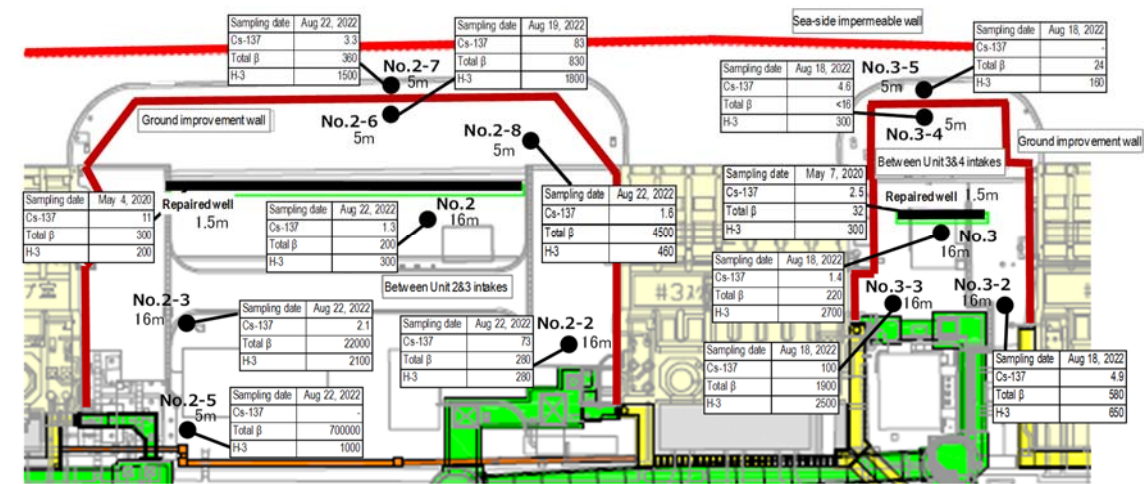 Sampling date Aug 22, 2022
Cs-137 3.3
Total β 360
H-3 1500
Sampling date Aug 19, 2022
Cs-137 83
Total β 830
H-3 1800
Sea-side impermeable wall
Sampling date Aug 18, 2022
Cs-137 -
Total β 24
H-3 160
No.2-7
5m
No.3-5
5m
Sampling date Aug 18, 2022
Cs-137 4.6
Total β <16
H-3 300
Ground improvement wall
No.2-6
5m
No.2-8
5m
5m
No.3-4
Ground improvement wall
Between Unit 3&4 intakes
Sampling date May 4, 2020
Cs-137 11
Total β 300
H-3 200
Repaired well
1.5m
Sampling date Aug 22, 2022
Cs-137 1.3
Total β 200
H-3 300
No.2
16m
Sampling date Aug 22, 2022
Cs-137 1.6
Total β 4500
H-3 460
Sampling date May 7, 2020
Cs-137 2.5
Total β 32
H-3 300
Repaired well
1.5m
No.3
16m
Sampling date Aug 18, 2022
Cs-137 1.4
Total β 220
H-3 2700
Between Unit 2&3 intakes
No.2-3
16m
Sampling date Aug 22, 2022
Cs-137 2.1
Total β 22000
H-3 2100
Sampling date Aug 22, 2022
Cs-137 73
Total β 280
H-3 280
No.2-2
16m
No.3-3
16m
No.3-2
16m
Sampling date Aug 18, 2022
Cs-137 100
Total β 1900
H-3 2500
Sampling date Aug 18, 2022
Cs-137 4.9
Total β 580
H-3 650
No.2-5
5m
Sampling date Aug 22, 2022
Cs-137 -
Total β 700000
H-3 1000